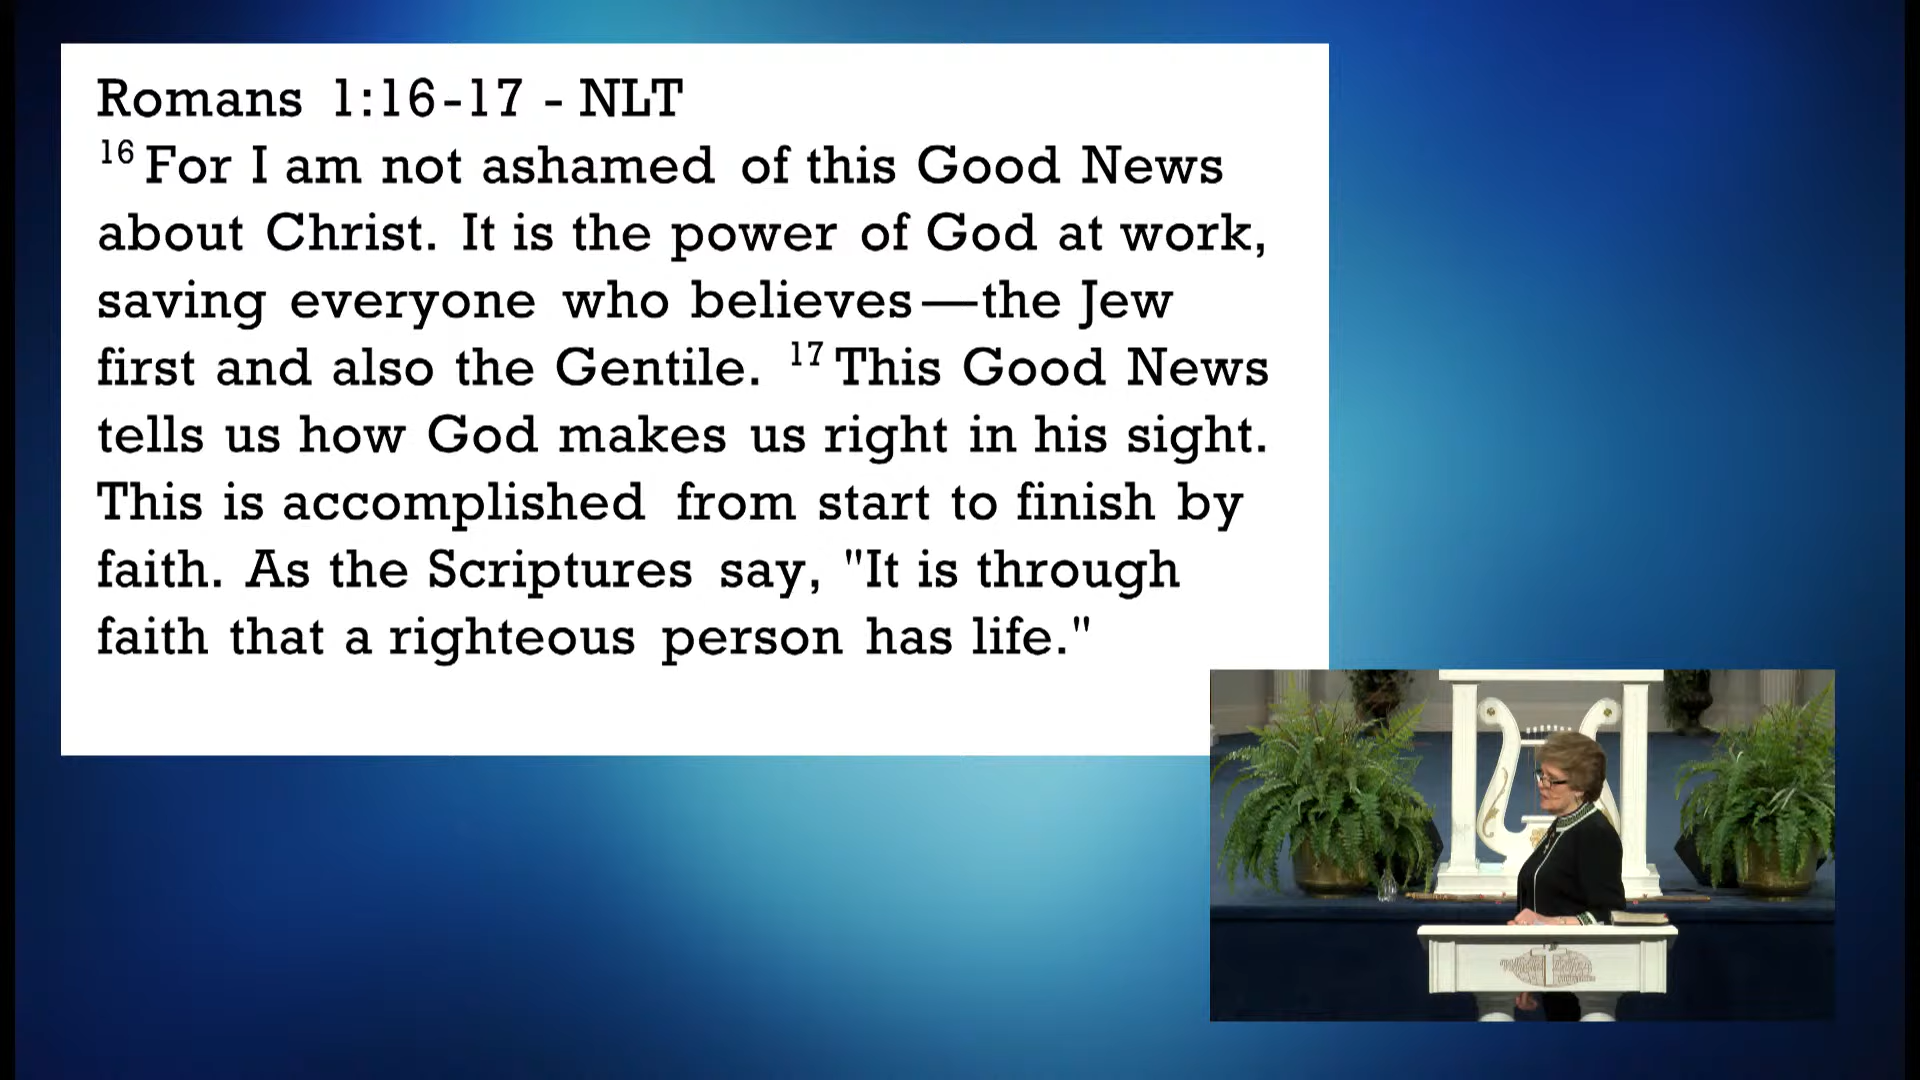 Romans 1:16-17 - NLT
16 For I am not ashamed of this Good News
about Christ. It is the power of God at work,
saving everyone who believes—the Jew
first and also the Gentile. 17 This Good News
tells us how God makes us right in his sight.
This is accomplished from start to finish by
faith. As the Scriptures say, "It is through
faith that a righteous person has life."